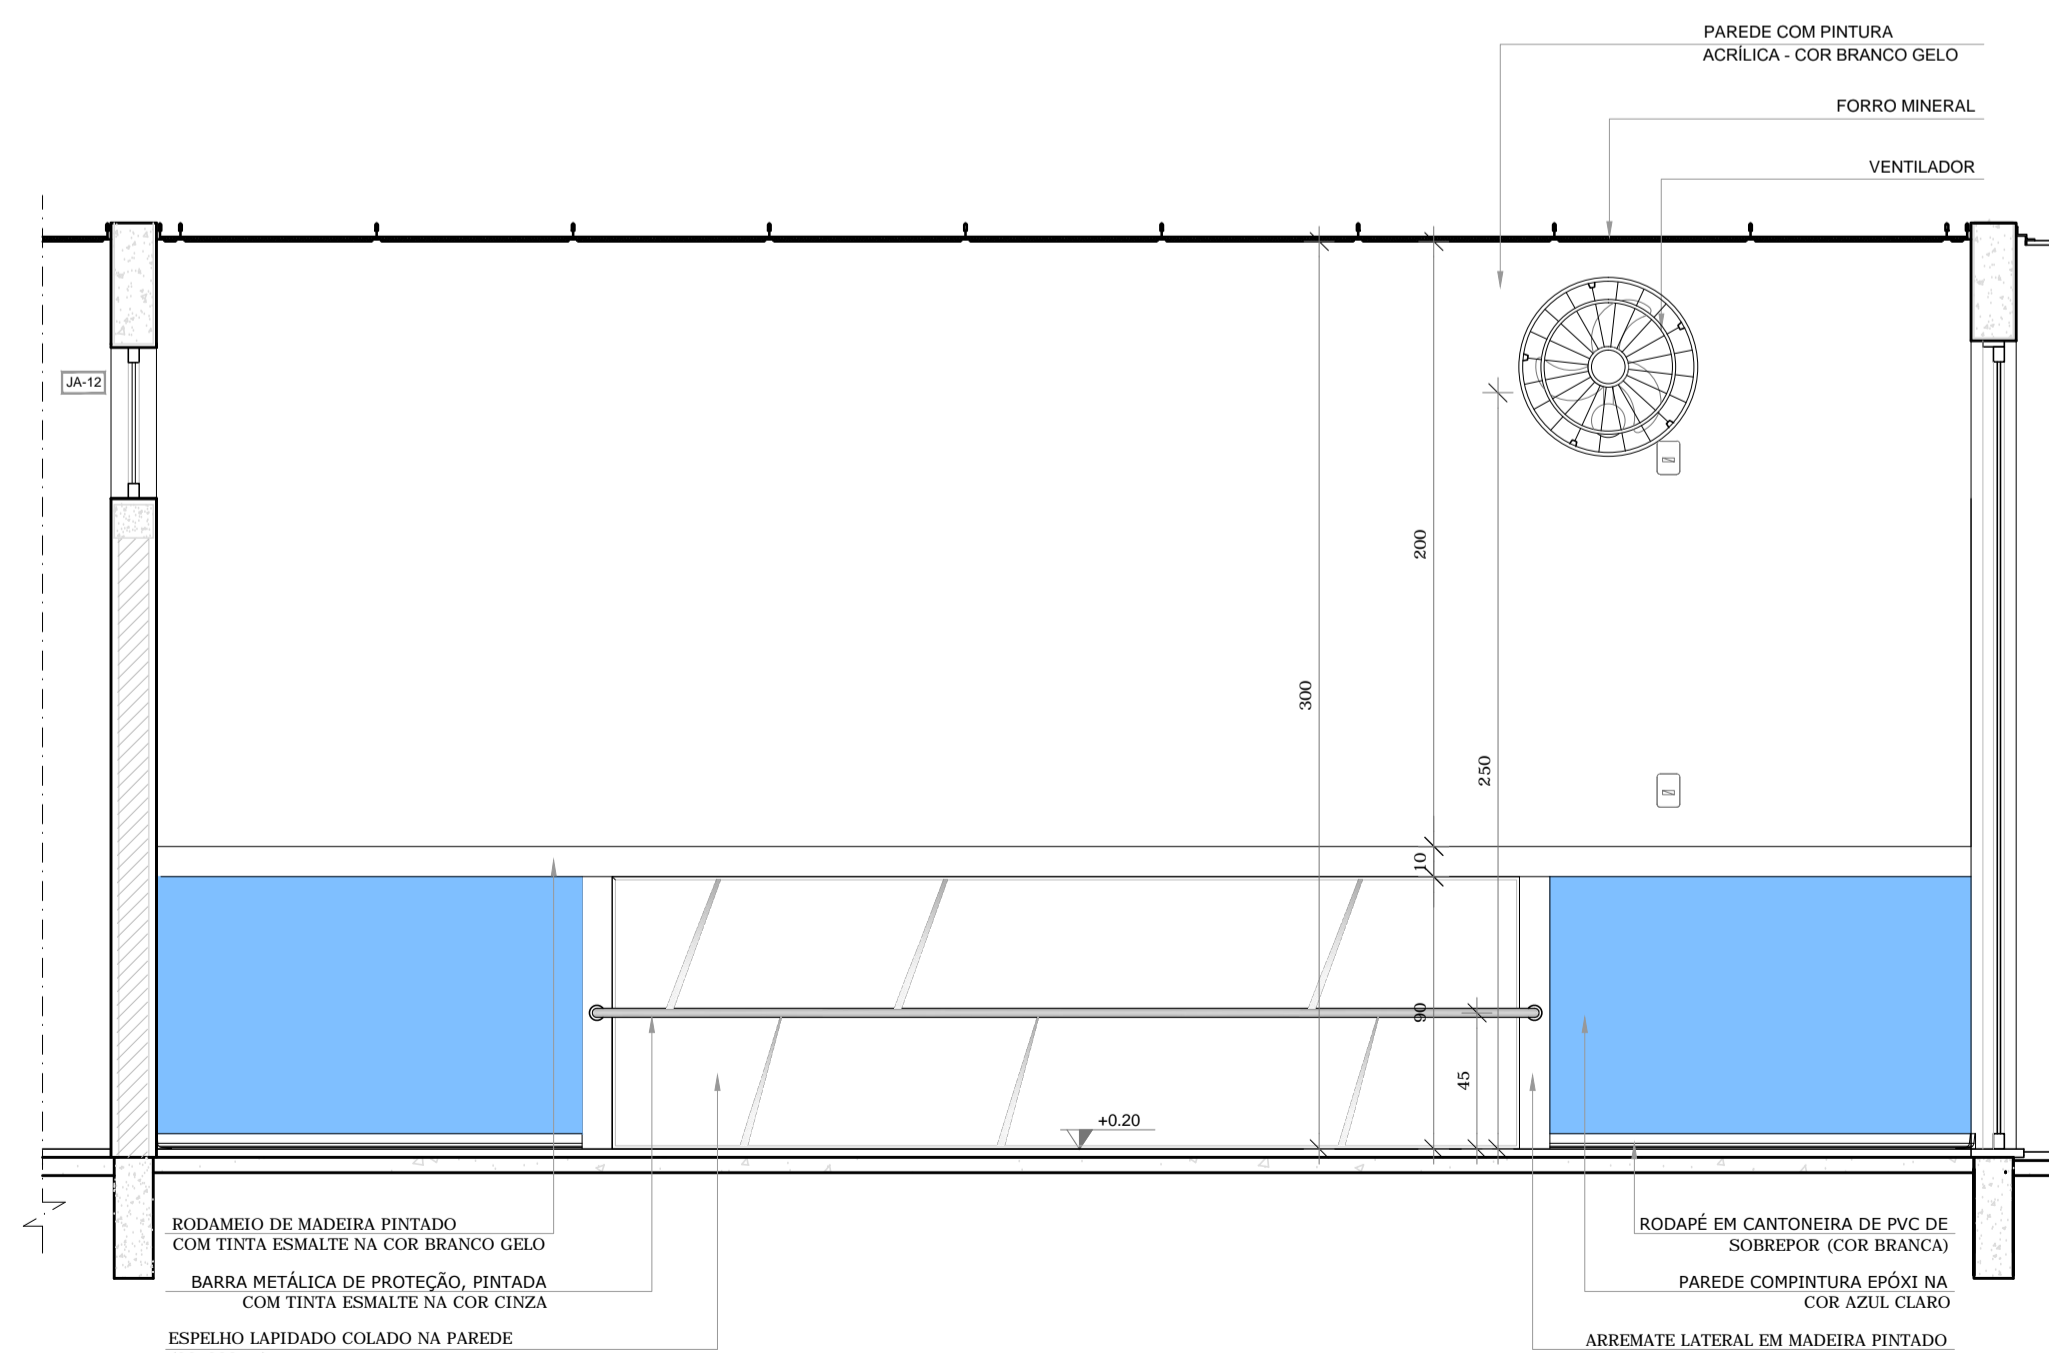 PAREDE COM PINTURA
ACRÍLICA - COR BRANCO GELO
FORRO MINERAL
VENTILADOR
JA-12
200
300
250
10
90
45
+0.20
RODAMEIO DE MADEIRA PINTADO
COM TINTA ESMALTE NA COR BRANCO GELO
BARRA METÁLICA DE PROTEÇÃO, PINTADA
COM TINTA ESMALTE NA COR CINZA
ESPELHO LAPIDADO COLADO NA PAREDE
RODAPÉ EM CANTONEIRA DE PVC DE
SOBREPOR (COR BRANCA)
PAREDE COMPINTURA EPÓXI NA
COR AZUL CLARO
ARREMATE LATERAL EM MADEIRA PINTADO